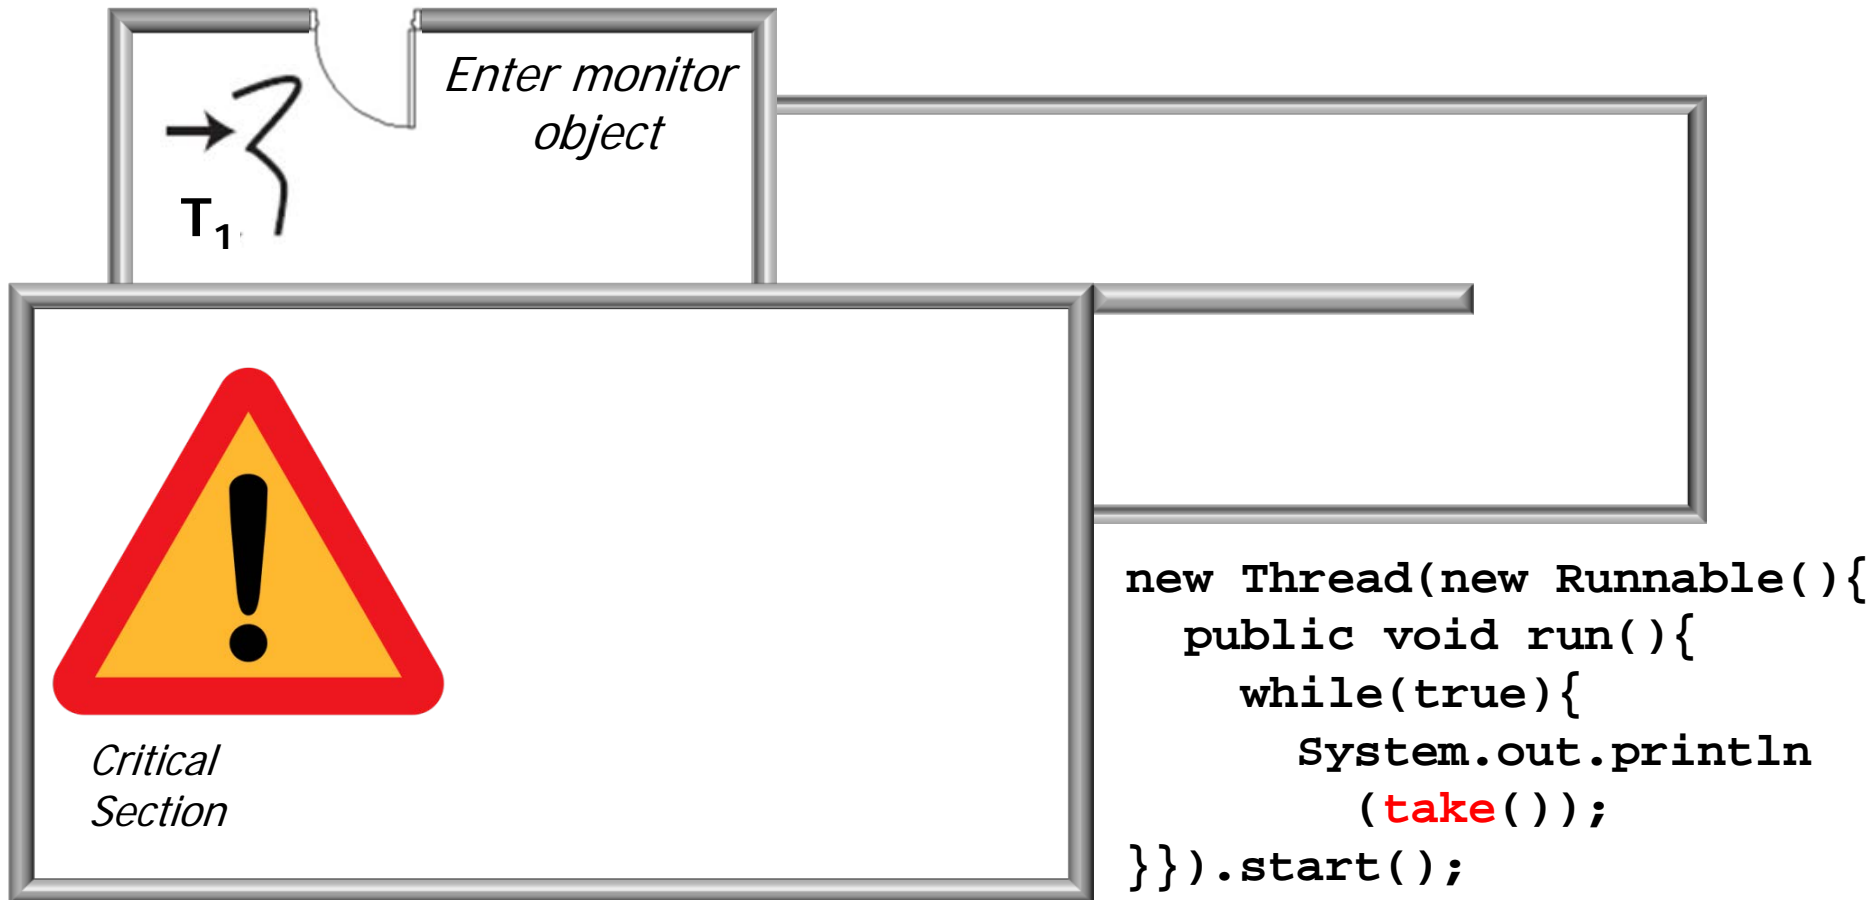 Enter monitor
object
T₁
Critical
Section
new Thread(new Runnable(){
  public void run(){
    while(true){
      System.out.println
        (take());
}}).start();